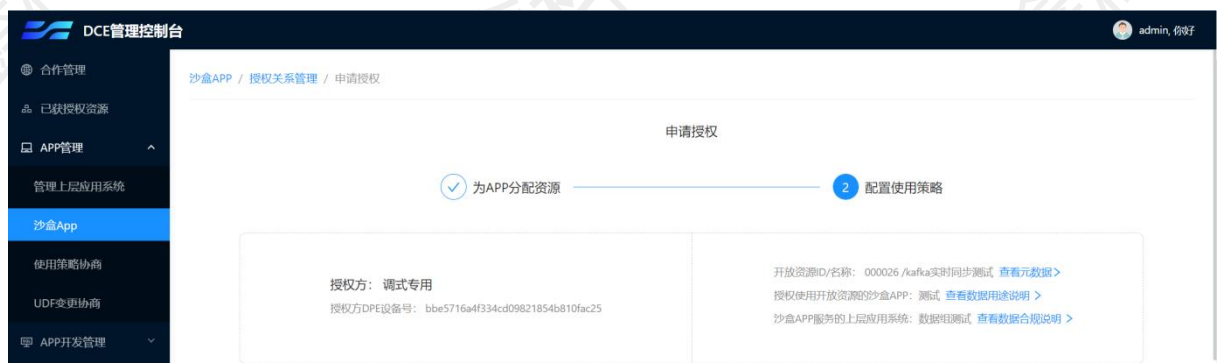 DCE管理控制台
admin, 你好
合作管理
已获授权资源
APP管理
管理上层应用系统
沙盒App
使用策略协商
UDF变更协商
APP开发管理
沙盒APP / 授权关系管理 / 申请授权
申请授权
为APP分配资源
2 配置使用策略
授权方： 调式专用
授权方DPE设备号： bbe5716a4f334cd09821854b810fac25
开放资源ID/名称： 000026 /kafka实时同步测试 查看元数据 >
授权使用开放资源的沙盒APP： 测试 查看数据用途说明 >
沙盒APP服务的上层应用系统： 数据组测试 查看数据合规说明 >